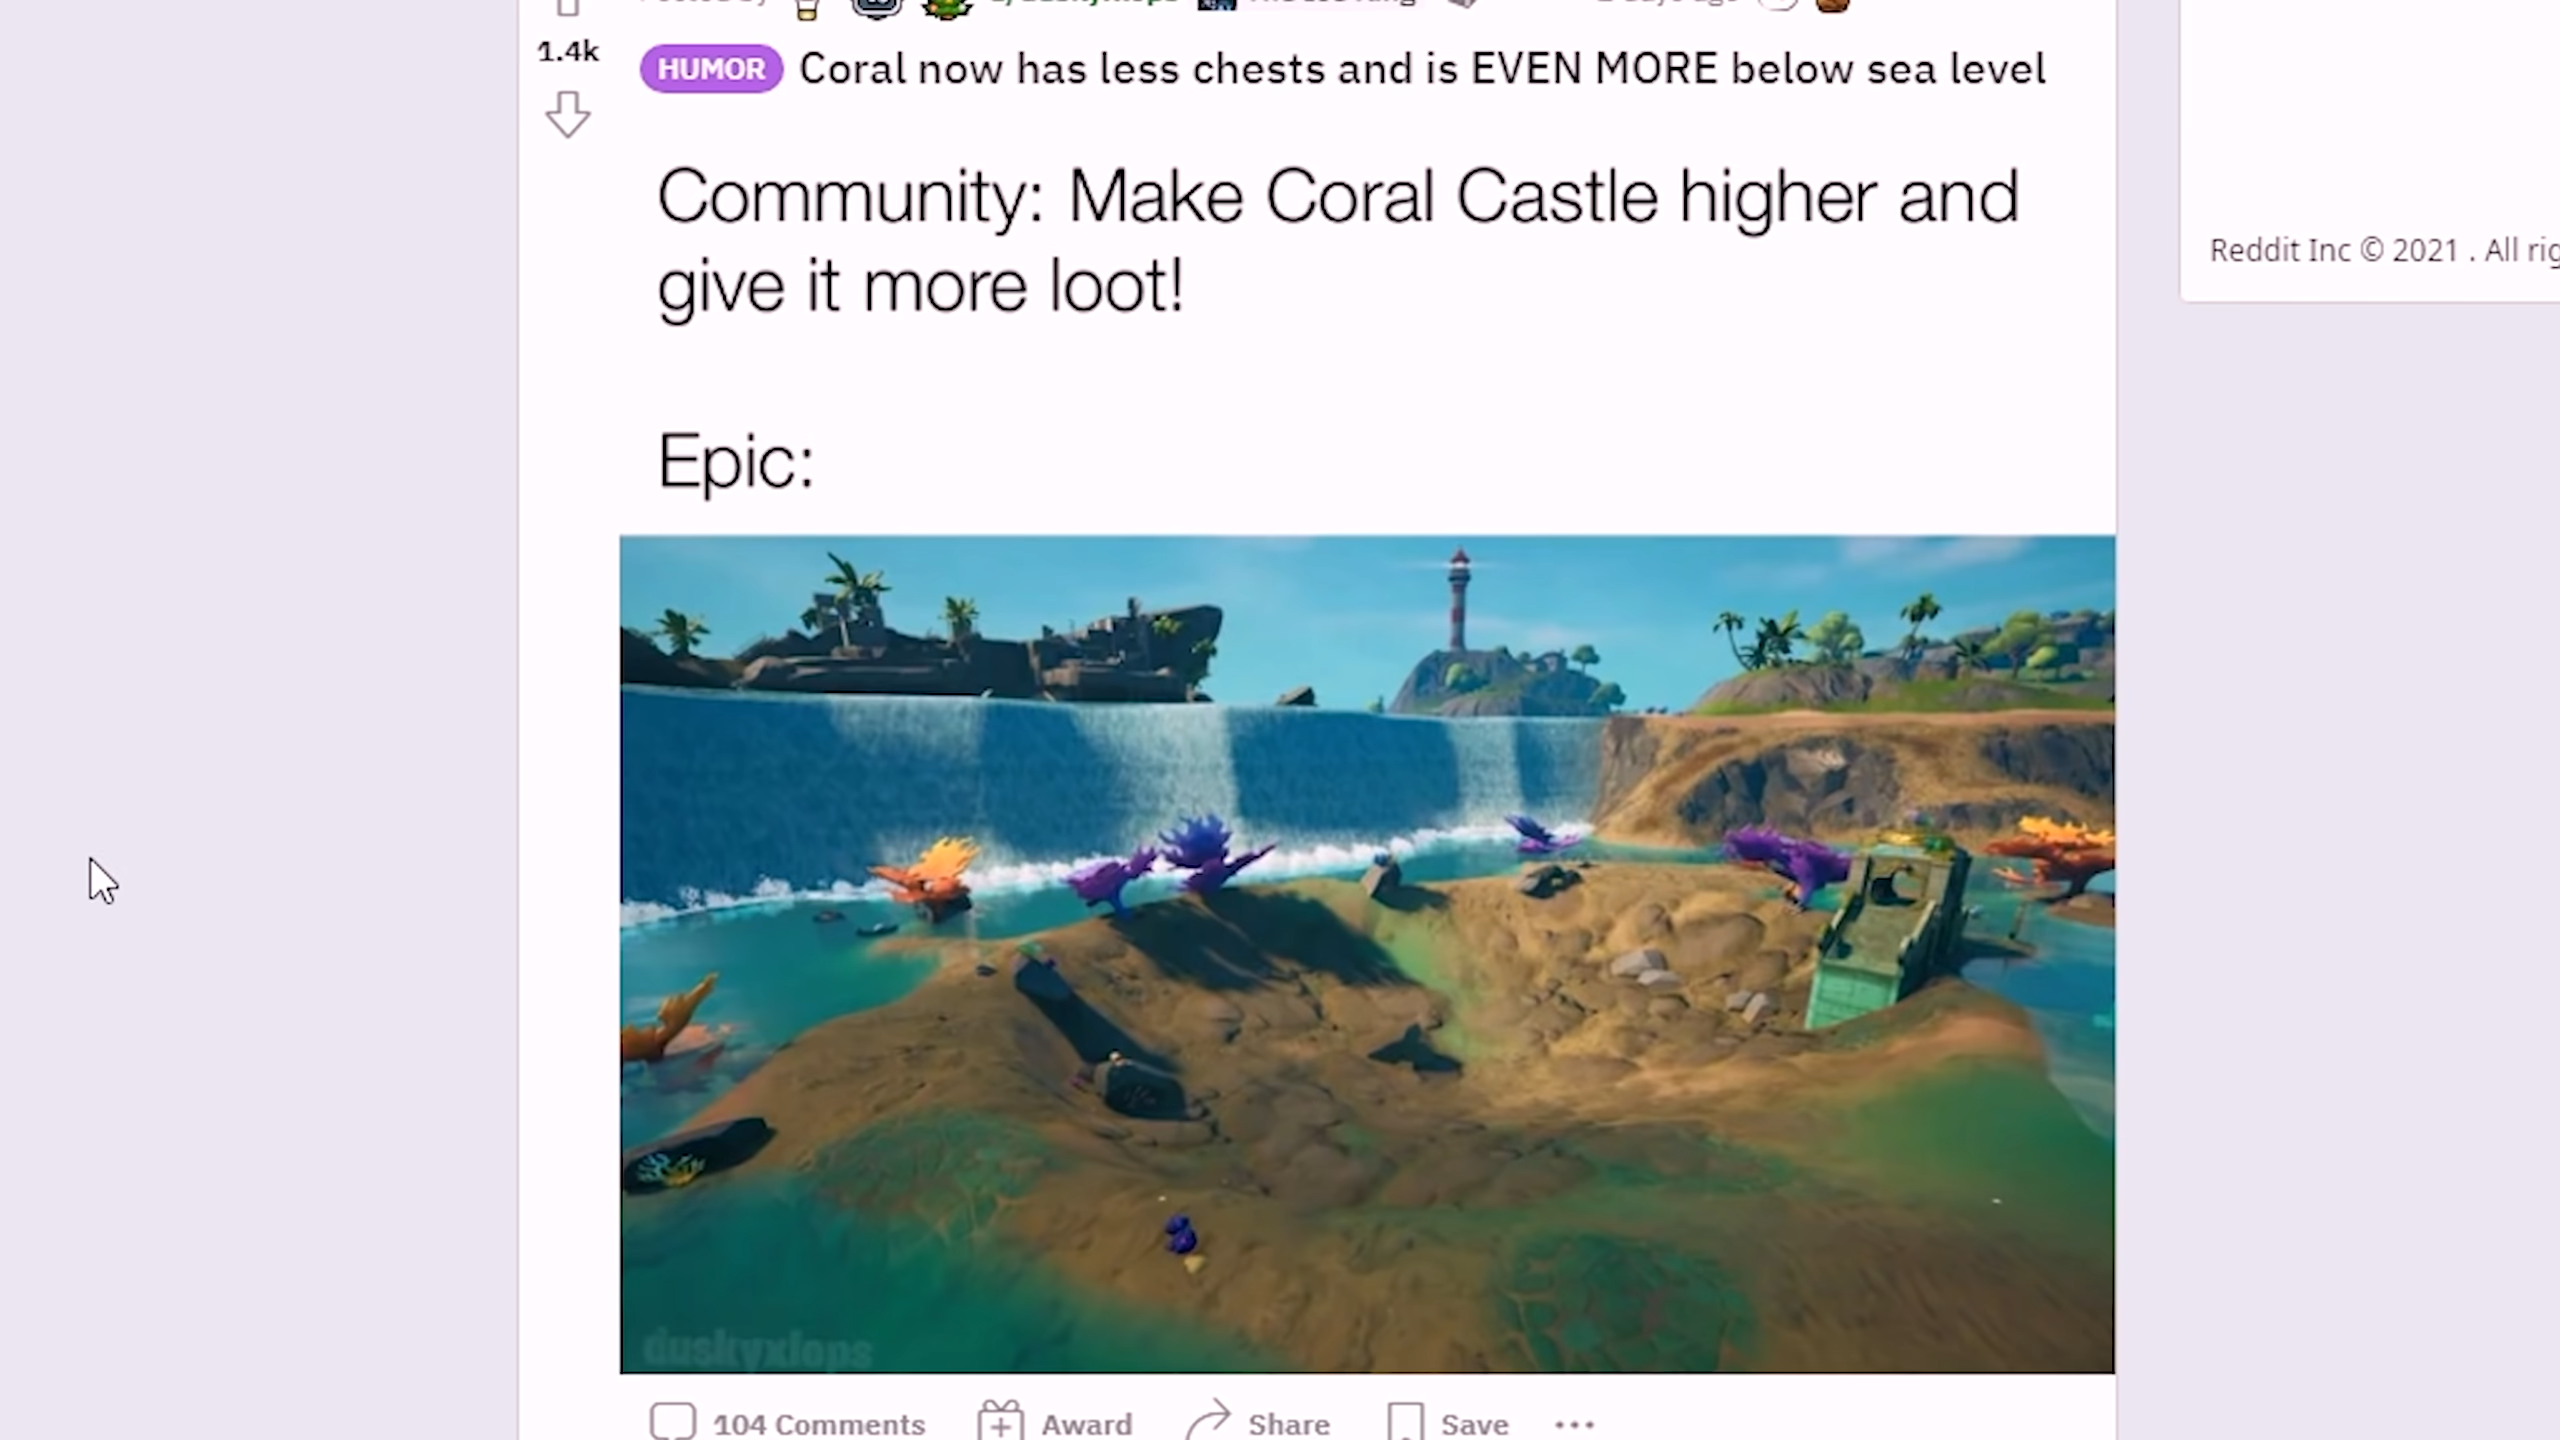 1.4k
HUMOR Coral now has less chests and is EVEN MORE below sea level
Community: Make Coral Castle higher and
give it more loot!
Epic:
Reddit Inc © 2021 . All
duskyxlops
104 Comments Award Share Save